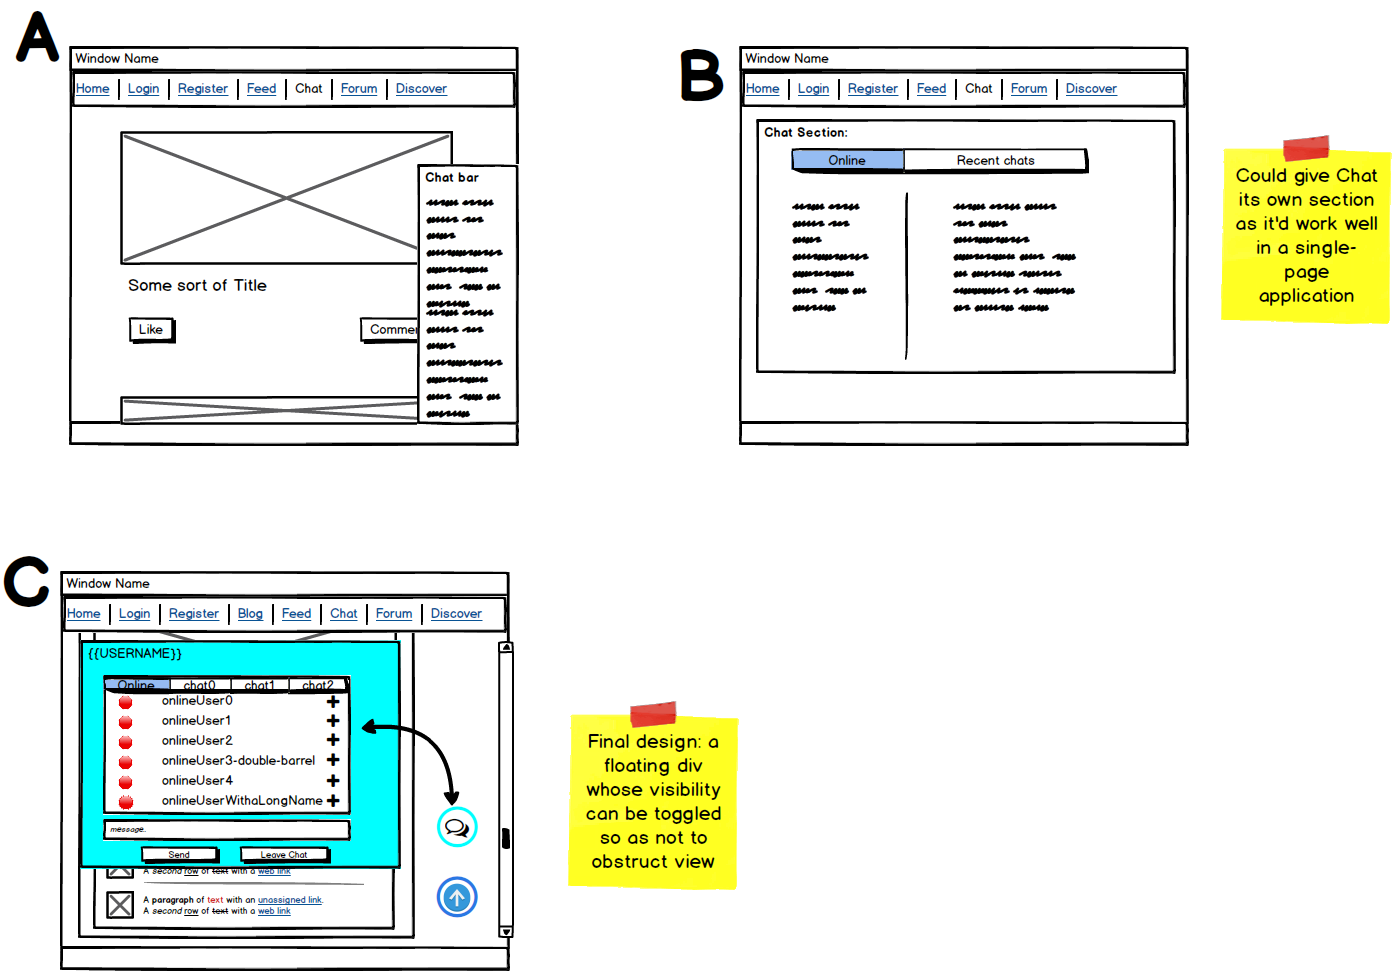 A
Window Name
Home Login Register Feed Chat Forum Discover
Chat bar
Some sort of Title
Like
Commen
B
Window Name
Home Login Register Feed Chat Forum Discover
Chat Section:
Online Recent chats
Could give Chat
its own section
as it'd work well
in a single-
page
application
C
Window Name
Home Login Register Blog Feed Chat Forum Discover
{{USERNAME}}
Online chat0 chat1 chat2
onlineUser0
onlineUser1
onlineUser2
onlineUser3-double-barrel
onlineUser4
onlineUserWithaLongName
message..
Send Leave Chat
A second row of text with a web link
A paragraph of text with an unassigned link.
A second row of text with a web link
Final design: a
floating div
whose visibility
can be toggled
so as not to
obstruct view